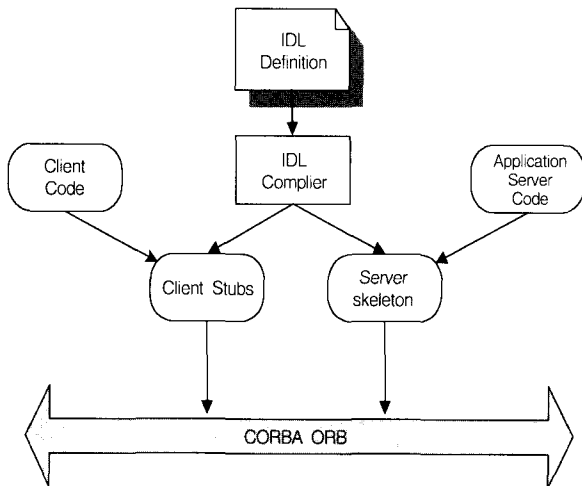 IDL
Definition
IDL
Complier
Client
Code
Application
Server
Code
Client Stubs
Server
skeleton
CORBA ORB